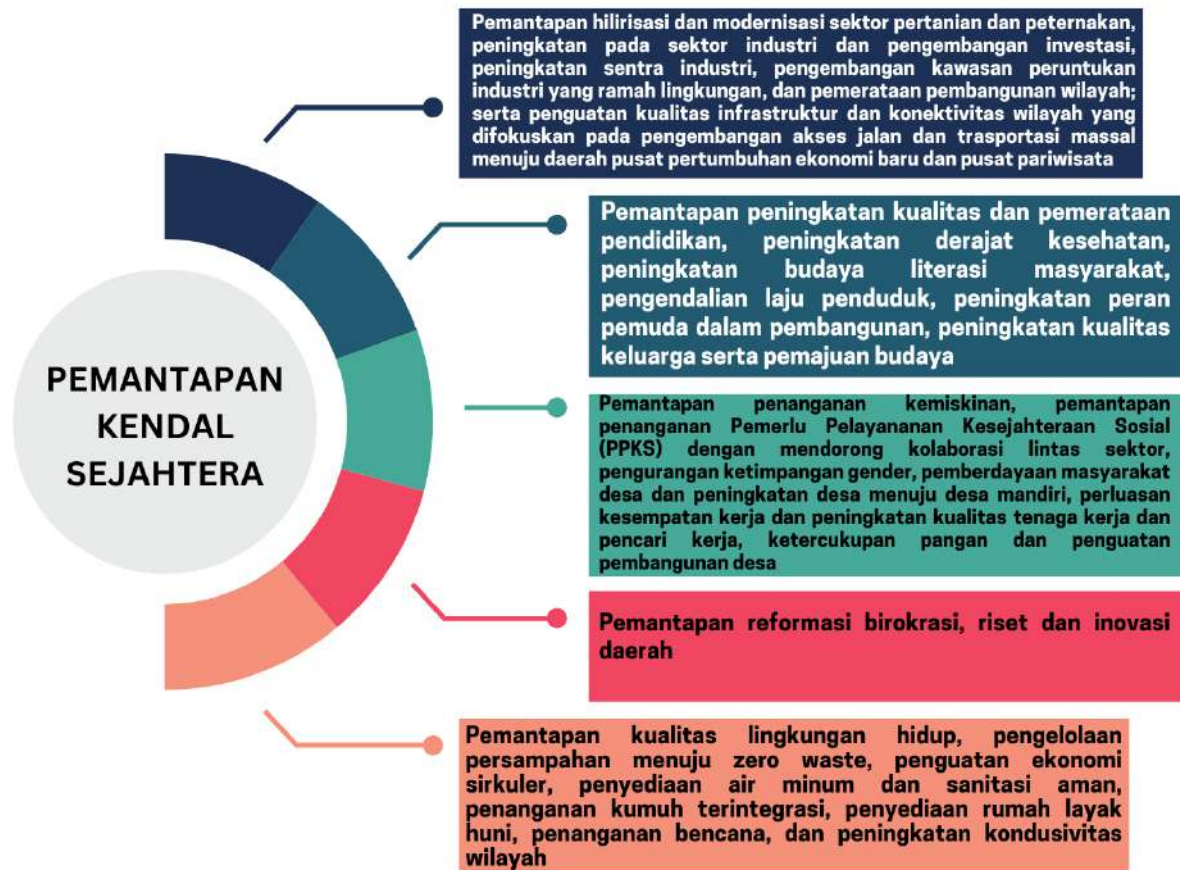 Pemantapan hilirisasi dan modernisasi sektor pertanian dan peternakan,
peningkatan pada sektor industri dan pengembangan investasi,
peningkatan sentra industri, pengembangan kawasan peruntukan
industri yang ramah lingkungan, dan pemerataan pembangunan wilayah;
serta penguatan kualitas infrastruktur dan konektivitas wilayah yang
difokuskan pada pengembangan akses jalan dan trasportasi massal
menuju daerah pusat pertumbuhan ekonomi baru dan pusat pariwisata
Pemantapan peningkatan kualitas dan pemerataan
pendidikan, peningkatan derajat kesehatan,
peningkatan budaya literasi masyarakat,
pengendalian laju penduduk, peningkatan peran
pemuda dalam pembangunan, peningkatan kualitas
keluarga serta pemajuan budaya
PEMANTAPAN
KENDAL
SEJAHTERA
Pemantapan penanganan kemiskinan, pemantapan
penanganan Pemerlu Pelayananan Kesejahteraan Sosial
(PPKS) dengan mendorong kolaborasi lintas sektor,
pengurangan ketimpangan gender, pemberdayaan masyarakat
desa dan peningkatan desa menuju desa mandiri, perluasan
kesempatan kerja dan peningkatan kualitas tenaga kerja dan
pencari kerja, ketercukupan pangan dan penguatan
pembangunan desa
Pemantapan reformasi birokrasi, riset dan inovasi
daerah
Pemantapan kualitas lingkungan hidup, pengelolaan
persampahan menuju zero waste, penguatan ekonomi
sirkuler, penyediaan air minum dan sanitasi aman,
penanganan kumuh terintegrasi, penyediaan rumah layak
huni, penanganan bencana, dan peningkatan kondusivitas
wilayah